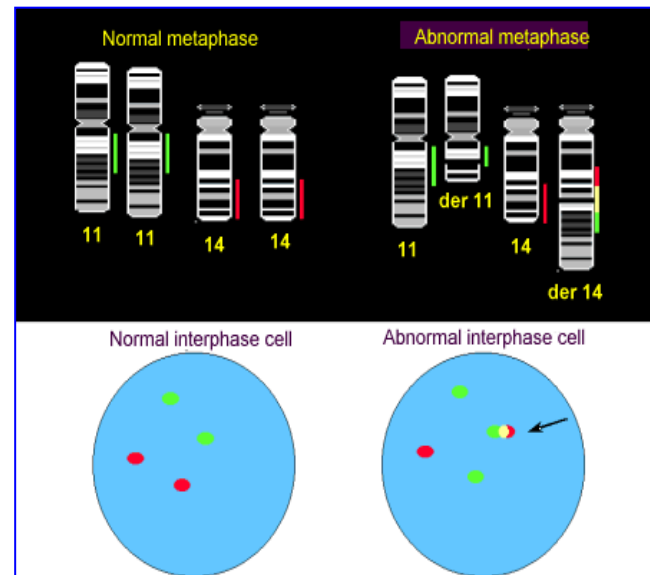 Normal metaphase
Abnormal metaphase
11
11
14
14
11
der 11
14
der 14
Normal interphase cell
Abnormal interphase cell